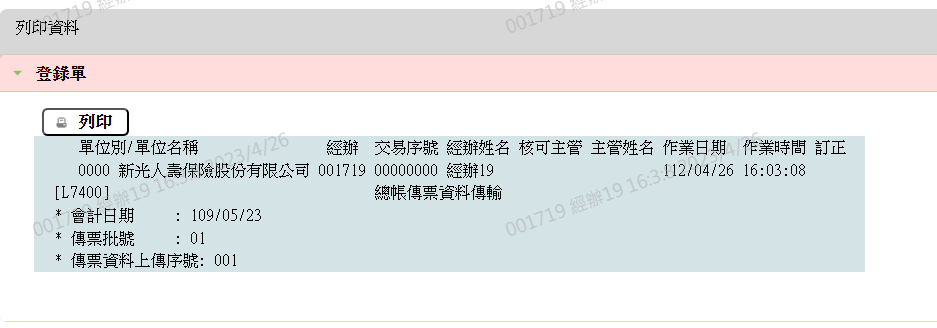 列印資料
登錄單
列印
單位別/單位名稱 經辦 交易序號 經辦姓名 核可主管 主管姓名 作業日期 作業時間 訂正
0000 新光人壽保險股份有限公司 001719 00000000 經辦19 112/04/26 16:03:08
[L7400] 總帳傳票資料傳輸
* 會計日期 : 109/05/23
* 傳票批號 : 01
* 傳票資料上傳序號: 001